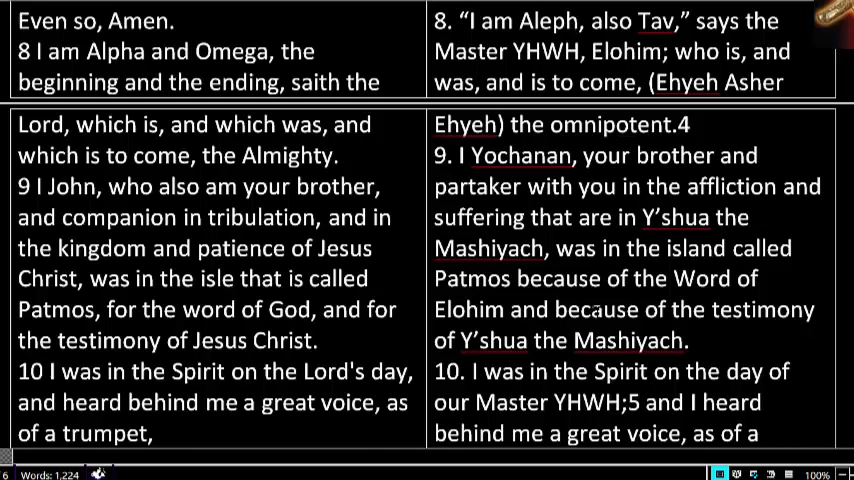 Even so, Amen.
8 I am Alpha and Omega, the
beginning and the ending, saith the
Lord, which is, and which was, and
which is to come, the Almighty.
9 I John, who also am your brother,
and companion in tribulation, and in
the kingdom and patience of Jesus
Christ, was in the isle that is called
Patmos, for the word of God, and for
the testimony of Jesus Christ.
10 I was in the Spirit on the Lord's day,
and heard behind me a great voice, as
of a trumpet,
8. “I am Aleph, also Tav,” says the
Master YHWH, Elohim; who is, and
was, and is to come, (Ehyeh Asher
Ehyeh) the omnipotent.4
9. I Yochanan, your brother and
partaker with you in the affliction and
suffering that are in Y’shua the
Mashiyach, was in the island called
Patmos because of the Word of
Elohim and because of the testimony
of Y’shua the Mashiyach.
10. I was in the Spirit on the day of
our Master YHWH;5 and I heard
behind me a great voice, as of a
6 Words: 1,224
100%